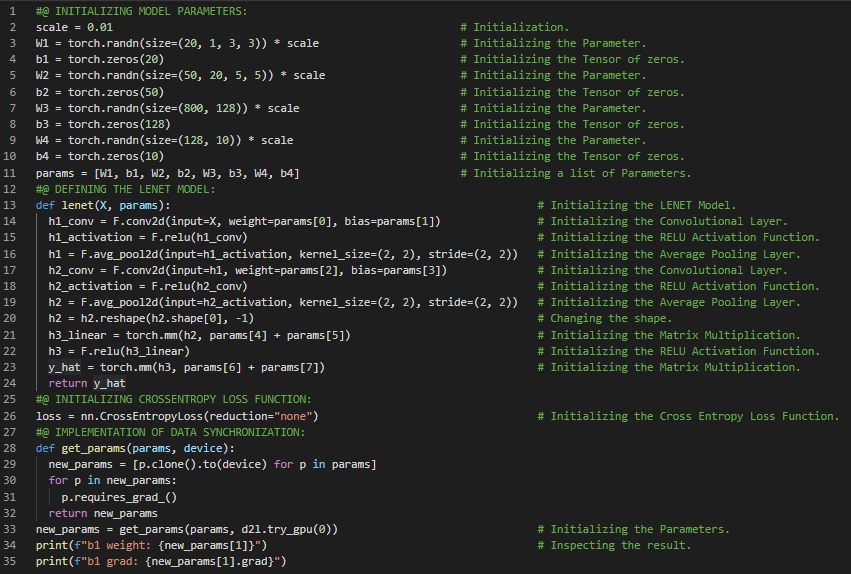 1 #@ INITIALIZING MODEL PARAMETERS:
2 scale = 0.01 # Initialization.
3 W1 = torch.randn(size=(20, 1, 3, 3)) * scale # Initializing the Parameter.
4 b1 = torch.zeros(20) # Initializing the Tensor of zeros.
5 W2 = torch.randn(size=(50, 20, 5, 5)) * scale # Initializing the Parameter.
6 b2 = torch.zeros(50) # Initializing the Tensor of zeros.
7 W3 = torch.randn(size=(800, 128)) * scale # Initializing the Parameter.
8 b3 = torch.zeros(128) # Initializing the Tensor of zeros.
9 W4 = torch.randn(size=(128, 10)) * scale # Initializing the Parameter.
10 b4 = torch.zeros(10) # Initializing the Tensor of zeros.
11 params = [W1, b1, W2, b2, W3, b3, W4, b4] # Initializing a list of Parameters.
12 #@ DEFINING THE LENET MODEL:
13 def lenet(X, params): # Initializing the LENET Model.
14 h1_conv = F.conv2d(input=X, weight=params[0], bias=params[1]) # Initializing the Convolutional Layer.
15 h1_activation = F.relu(h1_conv) # Initializing the RELU Activation Function.
16 h1 = F.avg_pool2d(input=h1_activation, kernel_size=(2, 2), stride=(2, 2)) # Initializing the Average Pooling Layer.
17 h2_conv = F.conv2d(input=h1, weight=params[2], bias=params[3]) # Initializing the Convolutional Layer.
18 h2_activation = F.relu(h2_conv) # Initializing the RELU Activation Function.
19 h2 = F.avg_pool2d(input=h2_activation, kernel_size=(2, 2), stride=(2, 2)) # Initializing the Average Pooling Layer.
20 h2 = h2.reshape(h2.shape[0], -1) # Changing the shape.
21 h3_linear = torch.mm(h2, params[4] + params[5]) # Initializing the Matrix Multiplication.
22 h3 = F.relu(h3_linear) # Initializing the RELU Activation Function.
23 y_hat = torch.mm(h3, params[6] + params[7]) # Initializing the Matrix Multiplication.
24 return y_hat
25 #@ INITIALIZING CROSSENTROPY LOSS FUNCTION:
26 loss = nn.CrossEntropyLoss(reduction="none") # Initializing the Cross Entropy Loss Function.
27 #@ IMPLEMENTATION OF DATA SYNCHRONIZATION:
28 def get_params(params, device):
29 new_params = [p.clone().to(device) for p in params]
30 for p in new_params:
31 p.requires_grad_()
32 return new_params
33 new_params = get_params(params, d2l.try_gpu(0)) # Initializing the Parameters.
34 print(f"b1 weight: {new_params[1]}") # Inspecting the result.
35 print(f"b1 grad: {new_params[1].grad}")